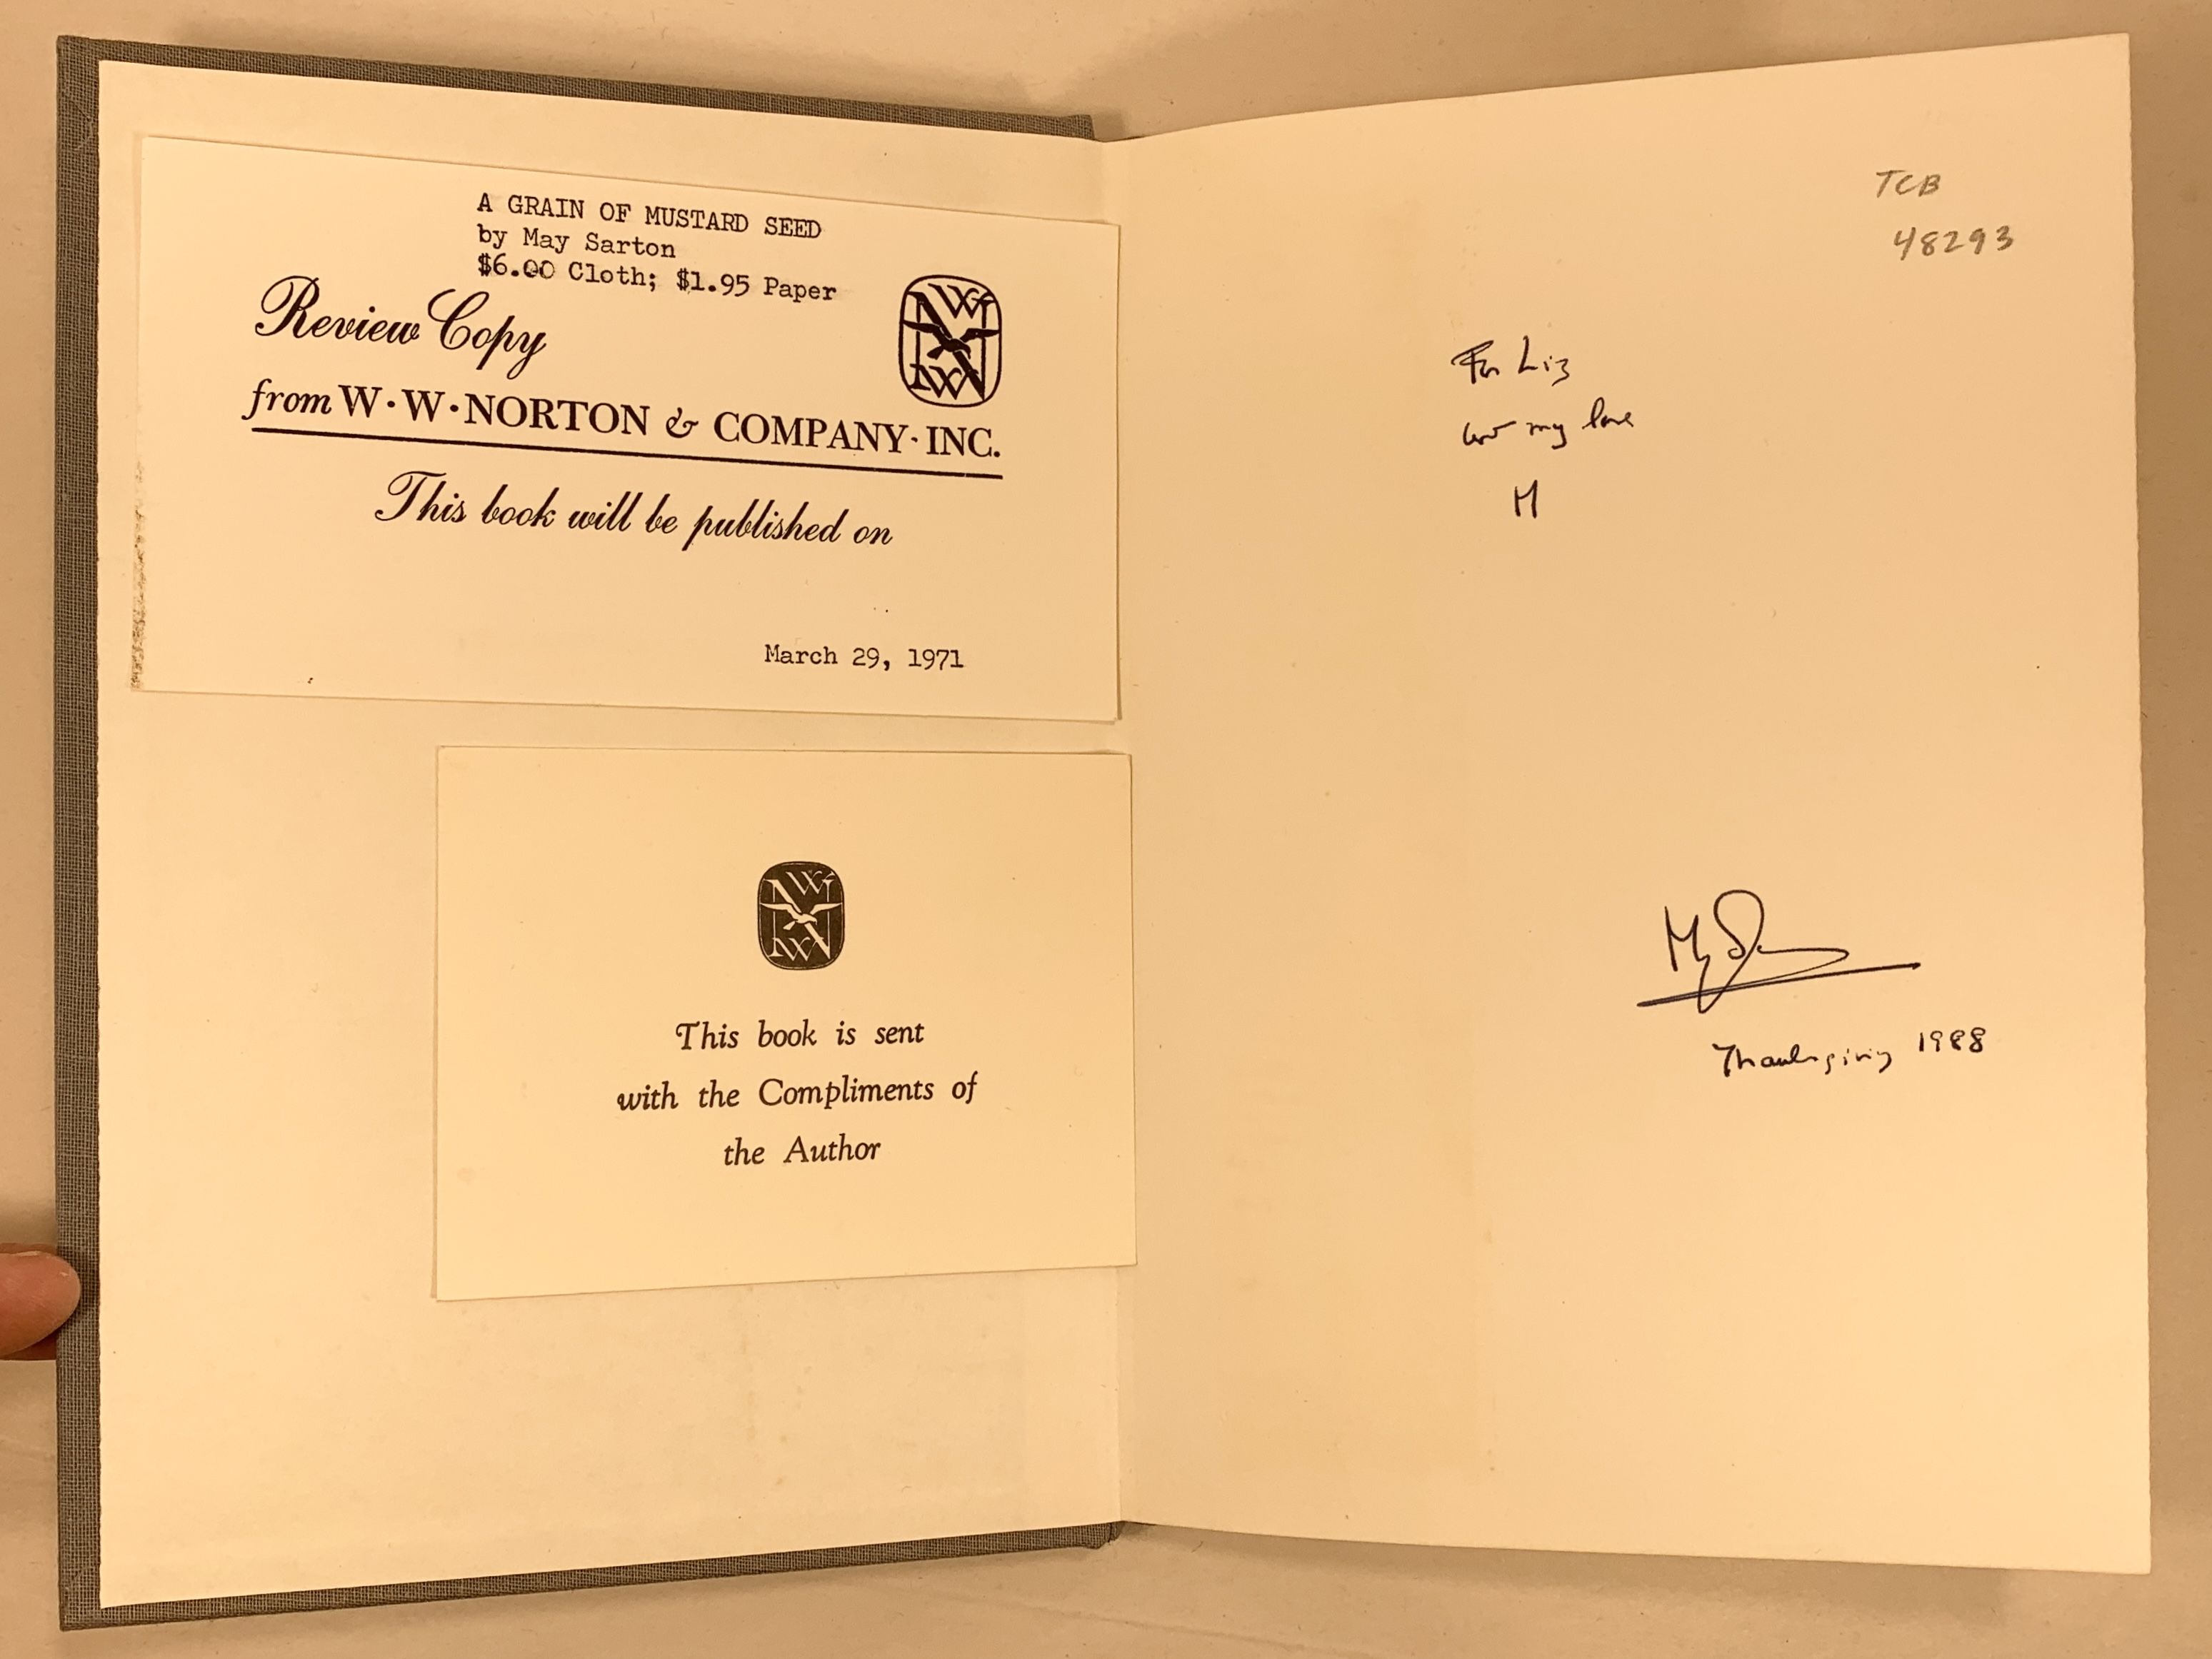 A GRAIN OF MUSTARD SEED
by May Sarton
$6.00 Cloth; $1.95 Paper
Review Copy
from W·W·NORTON & COMPANY·INC.
This book will be published on
March 29, 1971
This book is sent
with the Compliments of
the Author
TCB
48293
For Liz
my love
M
Thanksgiving 1988